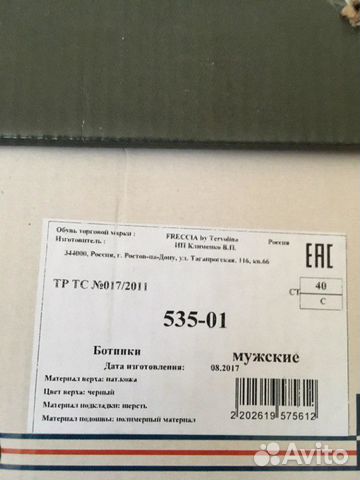 Обувь торговой марки : FRECCIA by Tervolina
Изготовитель : ИП Клименко В.П. Россия
344000, Россия, г. Ростов-на-Дону, ул. Таганрогская. 116, кв.66
EAC
ТР ТС №017/2011
СТ 40
С
535-01
Ботинки мужские
Дата изготовления: 08.2017
Материал верха: нат.кожа
Цвет верха: черный
Материал подкладки: шерсть
Материал подошвы: полимерный материал
2 202619 575612
Avito